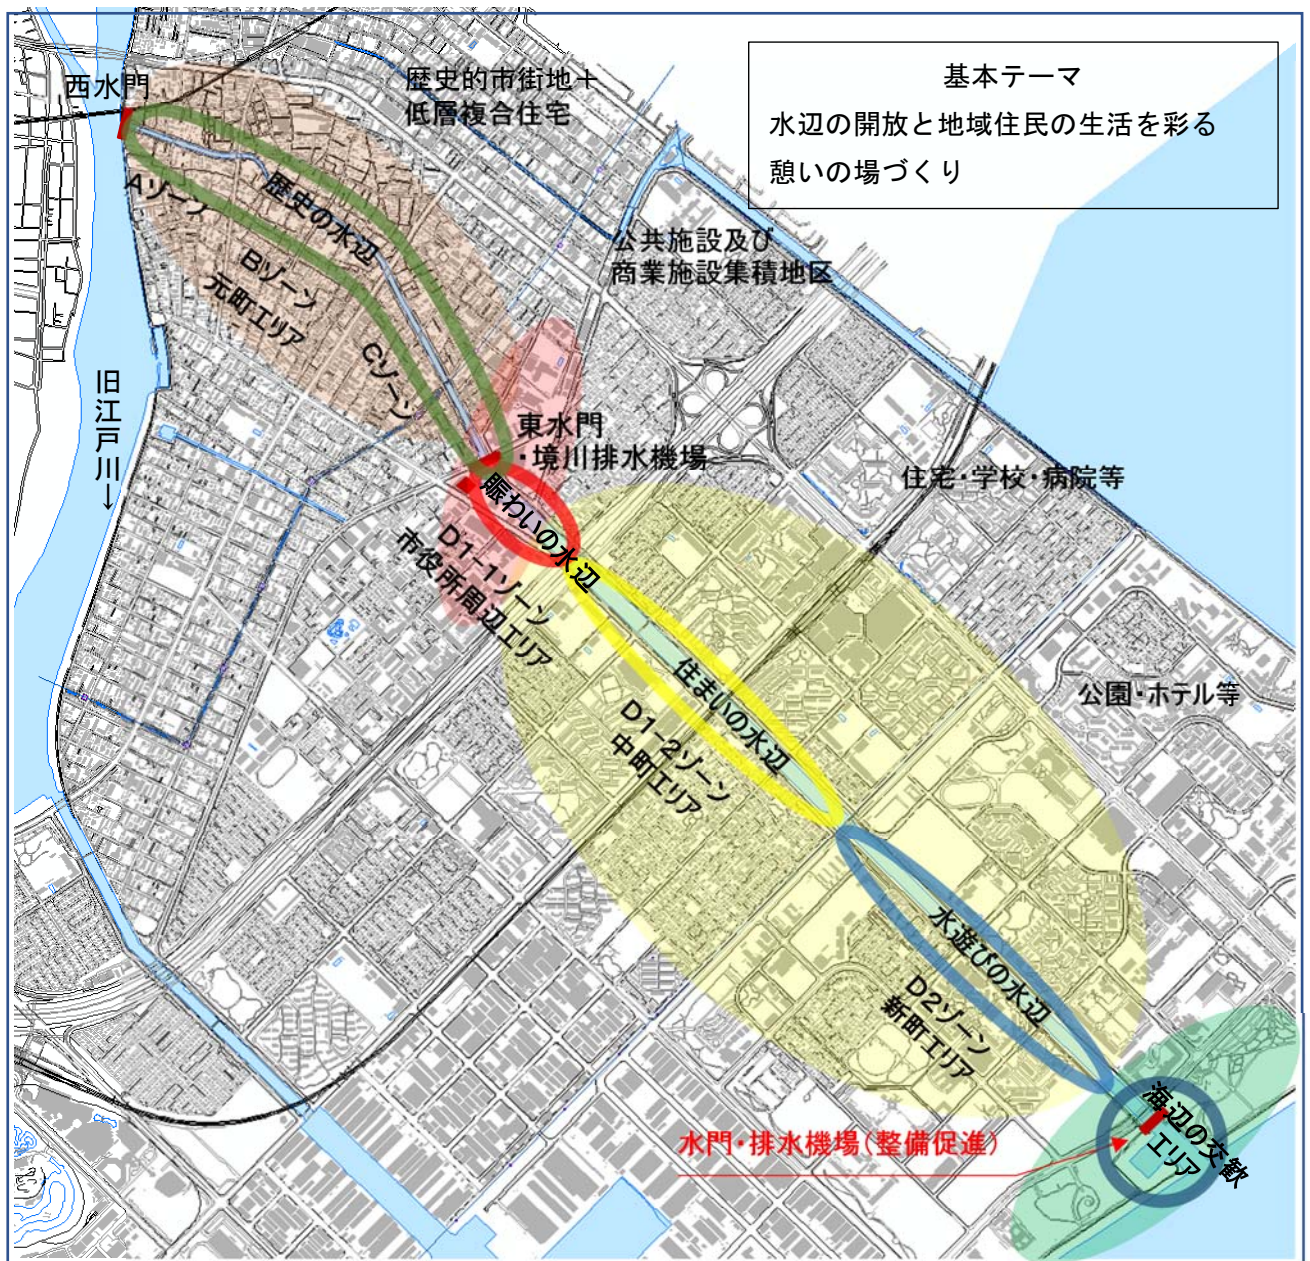 基本テーマ
水辺の開放と地域住民の生活を彩る
憩いの場づくり
西水門
歴史的市街地＋
低層複合住宅
Aゾーン
歴史の水辺
Bゾーン
元町エリア
Cゾーン
公共施設及び
商業施設集積地区
旧江戸川→
東水門
・境川排水機場
賑わいの水辺
D1-1ゾーン
市役所周辺エリア
住宅・学校・病院等
住まいの水辺
D1-2ゾーン
中町エリア
公園・ホテル等
水遊びの水辺
D2ゾーン
新町エリア
海辺の交歓
エリア
水門・排水機場(整備促進)